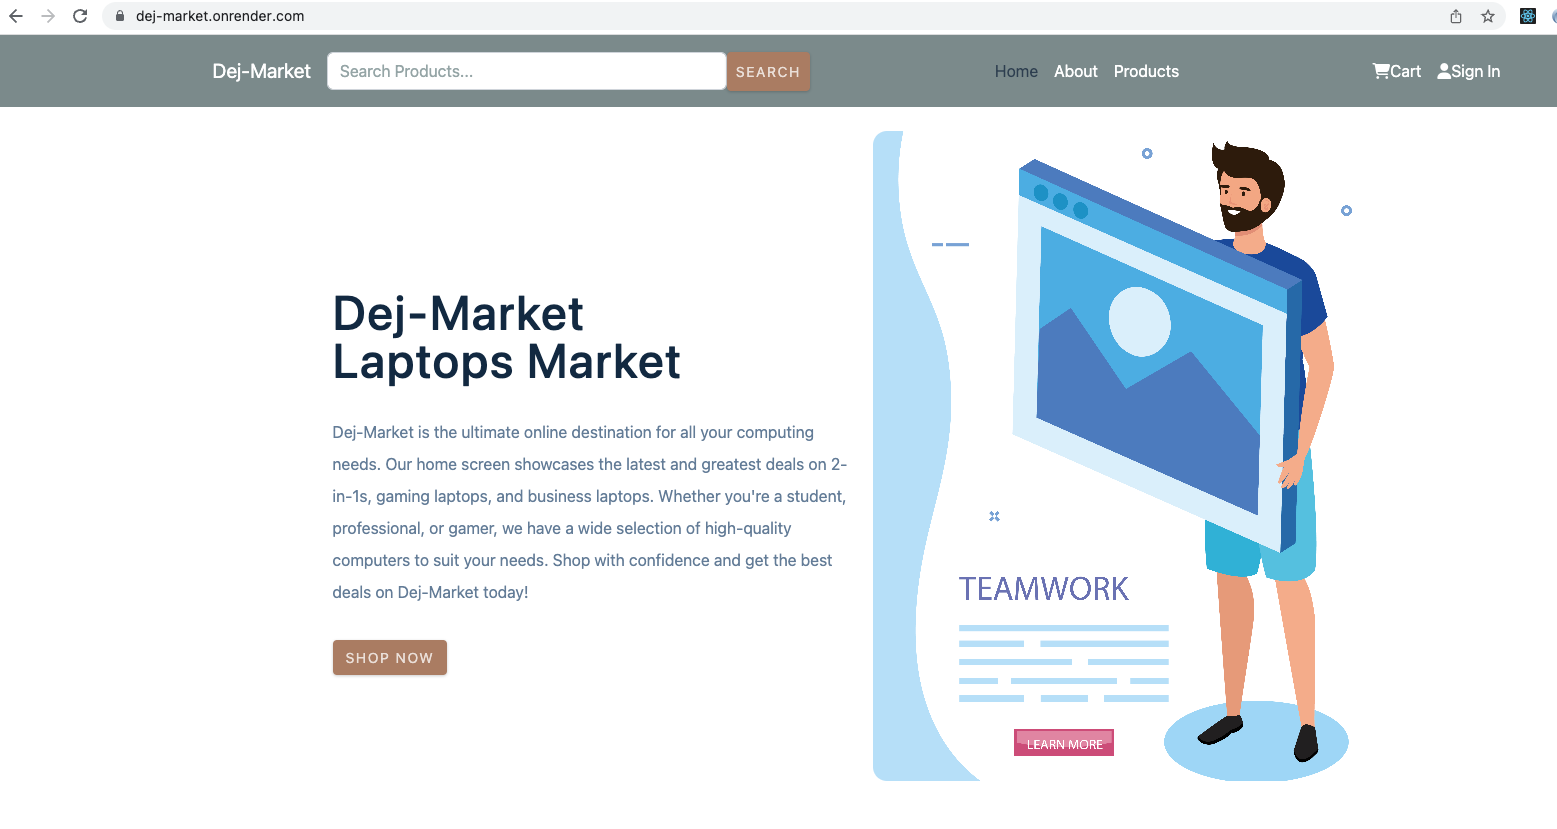 dej-market.onrender.com
Dej-Market
Search Products...
SEARCH
Home
About
Products
Cart
Sign In
Dej-Market
Laptops Market
Dej-Market is the ultimate online destination for all your computing
needs. Our home screen showcases the latest and greatest deals on 2-
in-1s, gaming laptops, and business laptops. Whether you're a student,
professional, or gamer, we have a wide selection of high-quality
computers to suit your needs. Shop with confidence and get the best
deals on Dej-Market today!
SHOP NOW
TEAMWORK
LEARN MORE